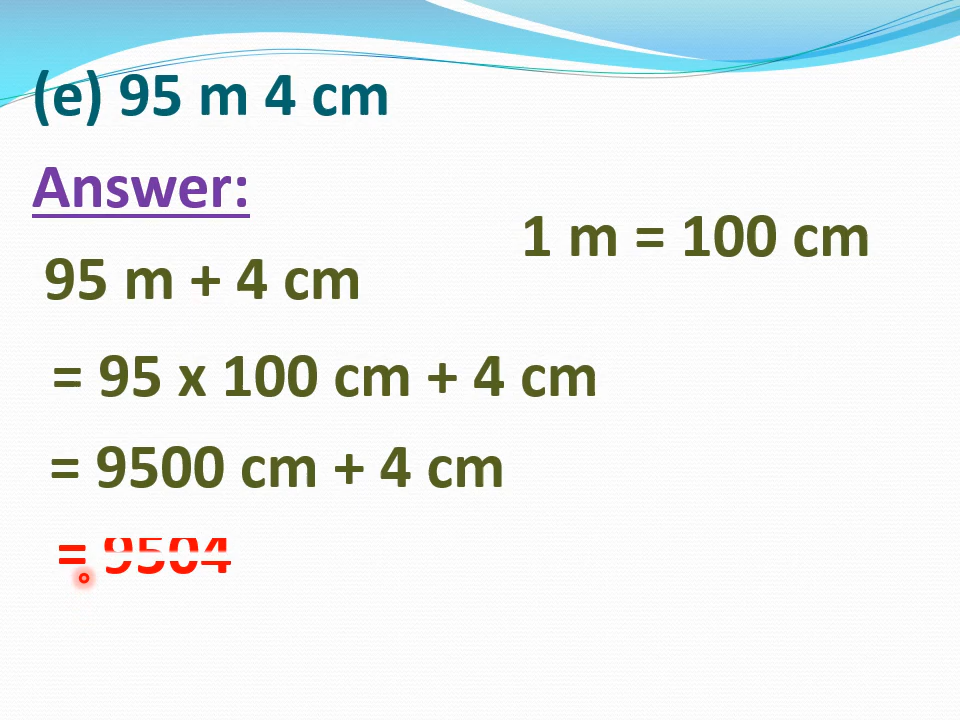 (e) 95 m 4 cm
Answer:
1 m = 100 cm
95 m + 4 cm
= 95 x 100 cm + 4 cm
= 9500 cm + 4 cm
= 9504